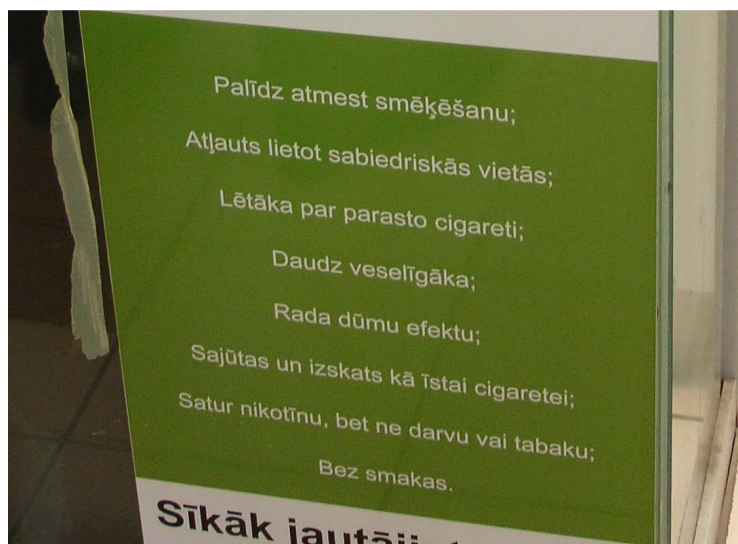 Palīdz atmest smēķēšanu;
Atļauts lietot sabiedriskās vietās;
Lētāka par parasto cigareti;
Daudz veselīgāka;
Rada dūmu efektu;
Sajūtas un izskats kā īstai cigaretei;
Satur nikotīnu, bet ne darvu vai tabaku;
Bez smakas.
Sīkāk